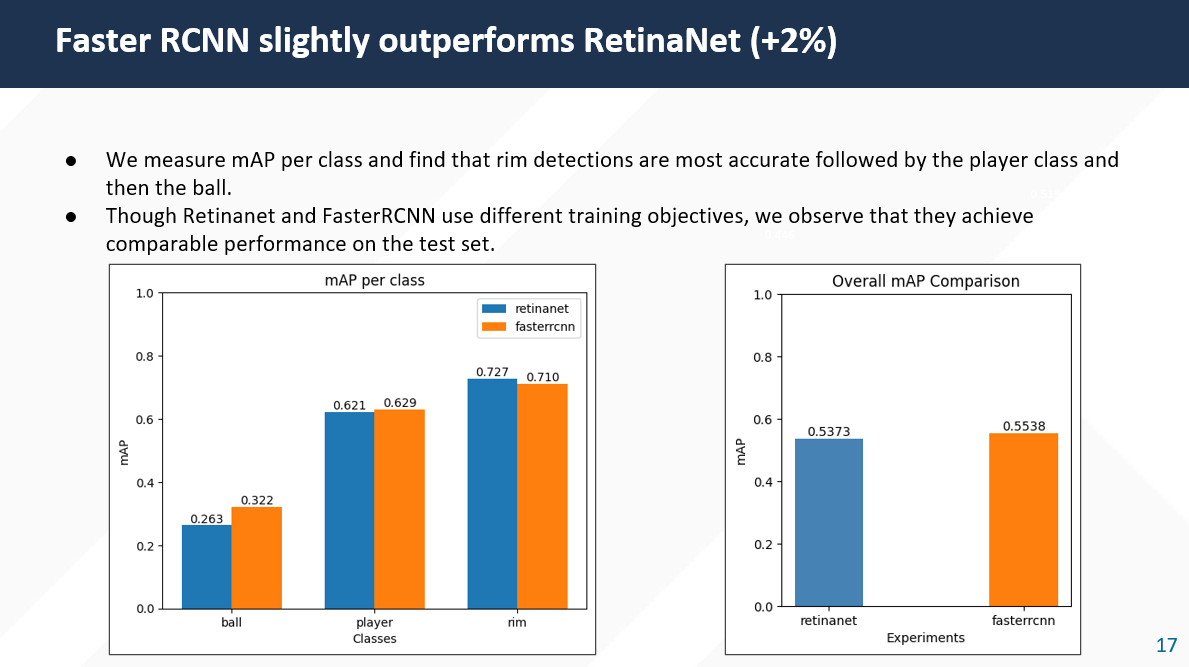 Faster RCNN slightly outperforms RetinaNet (+2%)
● We measure mAP per class and find that rim detections are most accurate followed by the player class and
then the ball.
● Though Retinanet and FasterRCNN use different training objectives, we observe that they achieve
comparable performance on the test set.
mAP per class
retinanet
fasterrcnn
mAP
1.0
0.8
0.6
0.4
0.2
0.0
0.263
0.322
0.621
0.629
0.727
0.710
ball
player
rim
Classes
Overall mAP Comparison
mAP
1.0
0.8
0.6
0.4
0.2
0.0
0.5373
0.5538
retinanet
fasterrcnn
Experiments
17